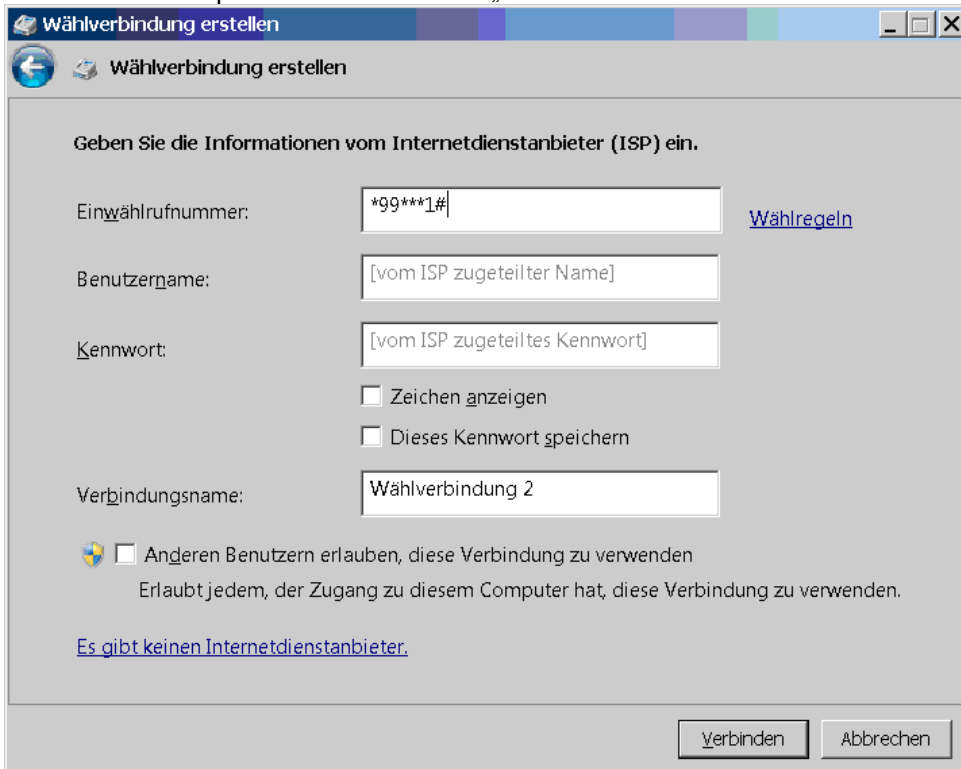 Wählverbindung erstellen
Wählverbindung erstellen
Geben Sie die Informationen vom Internetdienstanbieter (ISP) ein.
Einwählrufnummer: *99***1# Wählregeln
Benutzername: [vom ISP zugeteilter Name]
Kennwort: [vom ISP zugeteiltes Kennwort]
Zeichen anzeigen
Dieses Kennwort speichern
Verbindungsname: Wählverbindung 2
Anderen Benutzern erlauben, diese Verbindung zu verwenden
Erlaubt jedem, der Zugang zu diesem Computer hat, diese Verbindung zu verwenden.
Es gibt keinen Internetdienstanbieter.
Verbinden Abbrechen